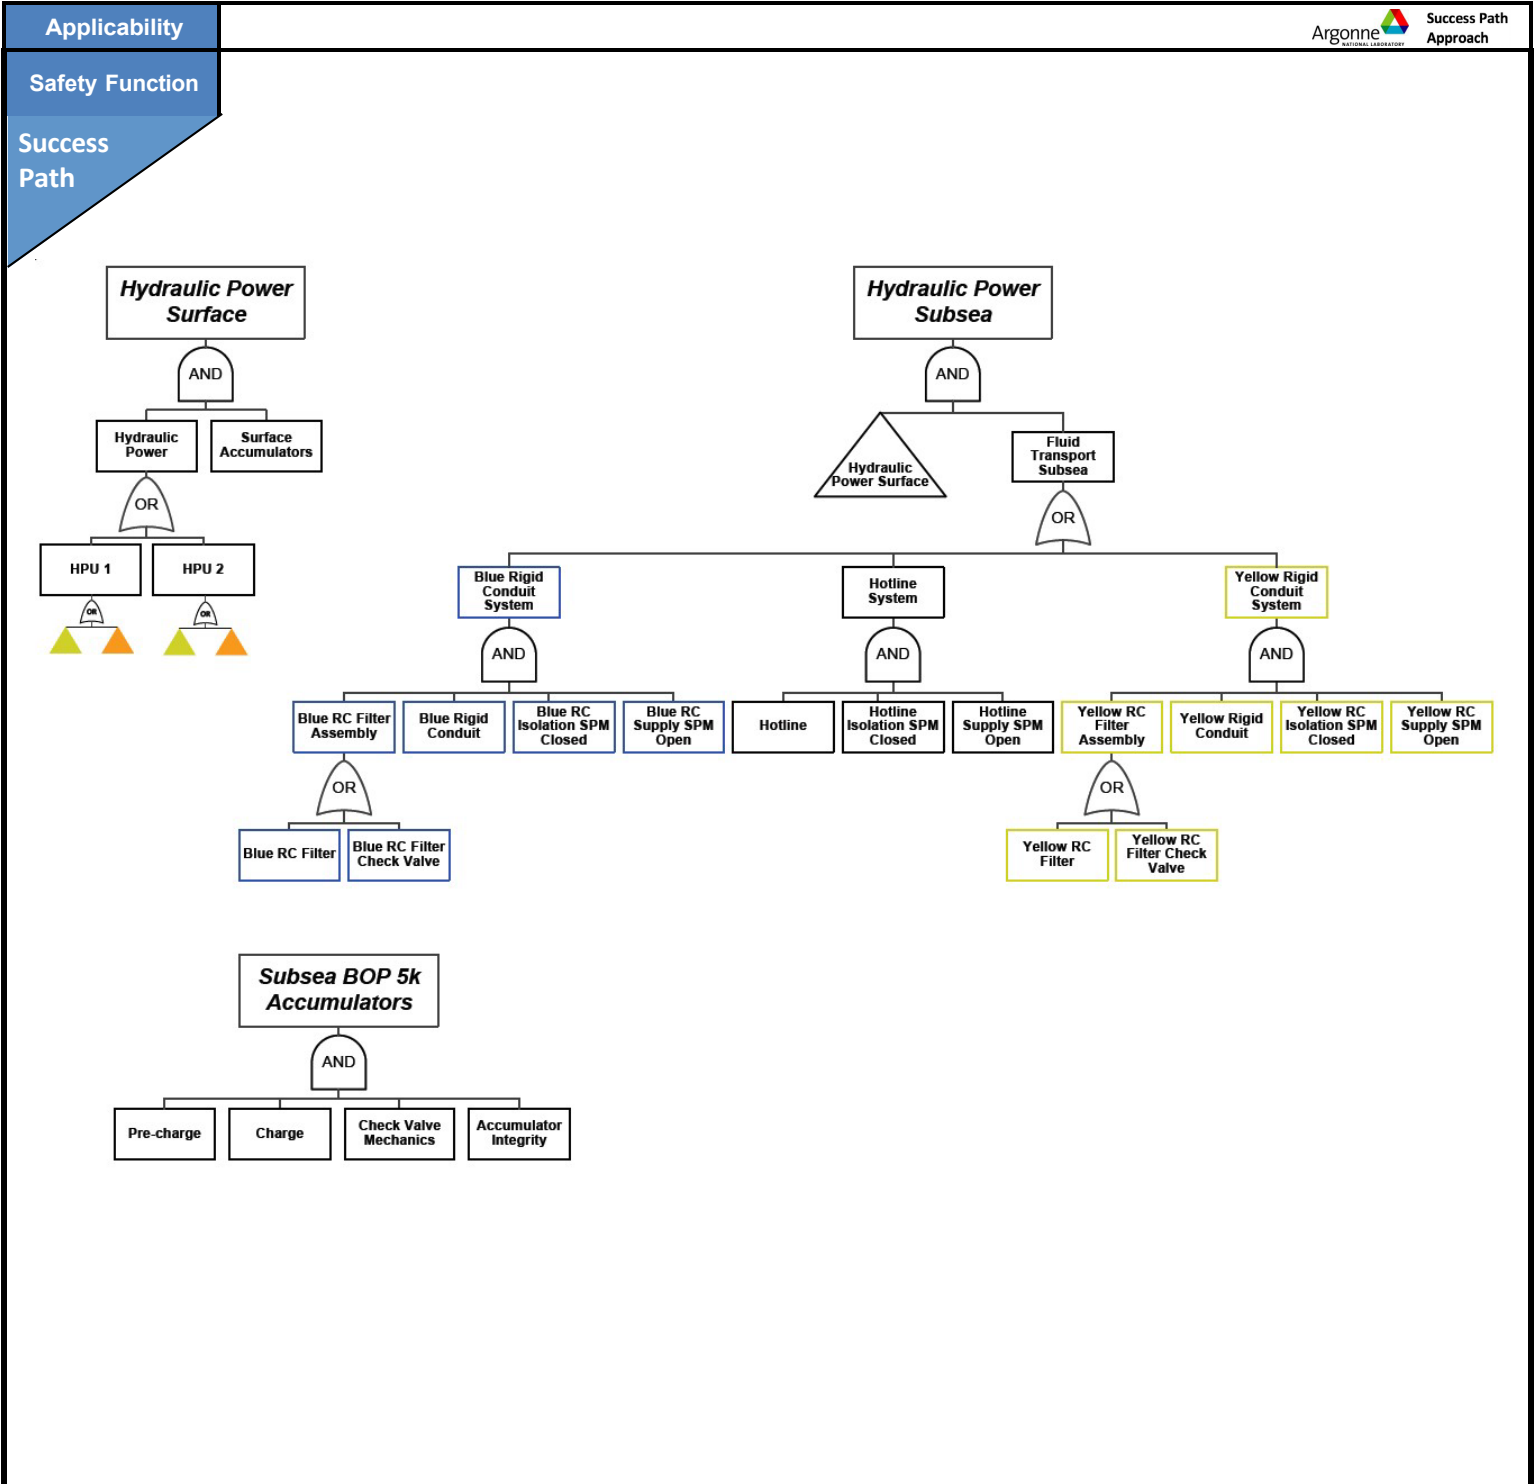 Applicability
Argonne
NATIONAL LABORATORY
Success Path
Approach
Safety Function
Success
Path
Hydraulic Power
Surface
AND
Hydraulic
Power
Surface
Accumulators
OR
HPU 1
HPU 2
OR
OR
Hydraulic Power
Subsea
AND
Hydraulic
Power Surface
Fluid
Transport
Subsea
OR
Blue Rigid
Conduit
System
Hotline
System
Yellow Rigid
Conduit
System
AND
AND
AND
Blue RC Filter
Assembly
Blue Rigid
Conduit
Blue RC
Isolation SPM
Closed
Blue RC
Supply SPM
Open
Hotline
Hotline
Isolation SPM
Closed
Hotline
Supply SPM
Open
Yellow RC
Filter
Assembly
Yellow Rigid
Conduit
Yellow RC
Isolation SPM
Closed
Yellow RC
Supply SPM
Open
OR
OR
Blue RC Filter
Blue RC Filter
Check Valve
Yellow RC
Filter
Yellow RC
Filter Check
Valve
Subsea BOP 5k
Accumulators
AND
Pre-charge
Charge
Check Valve
Mechanics
Accumulator
Integrity